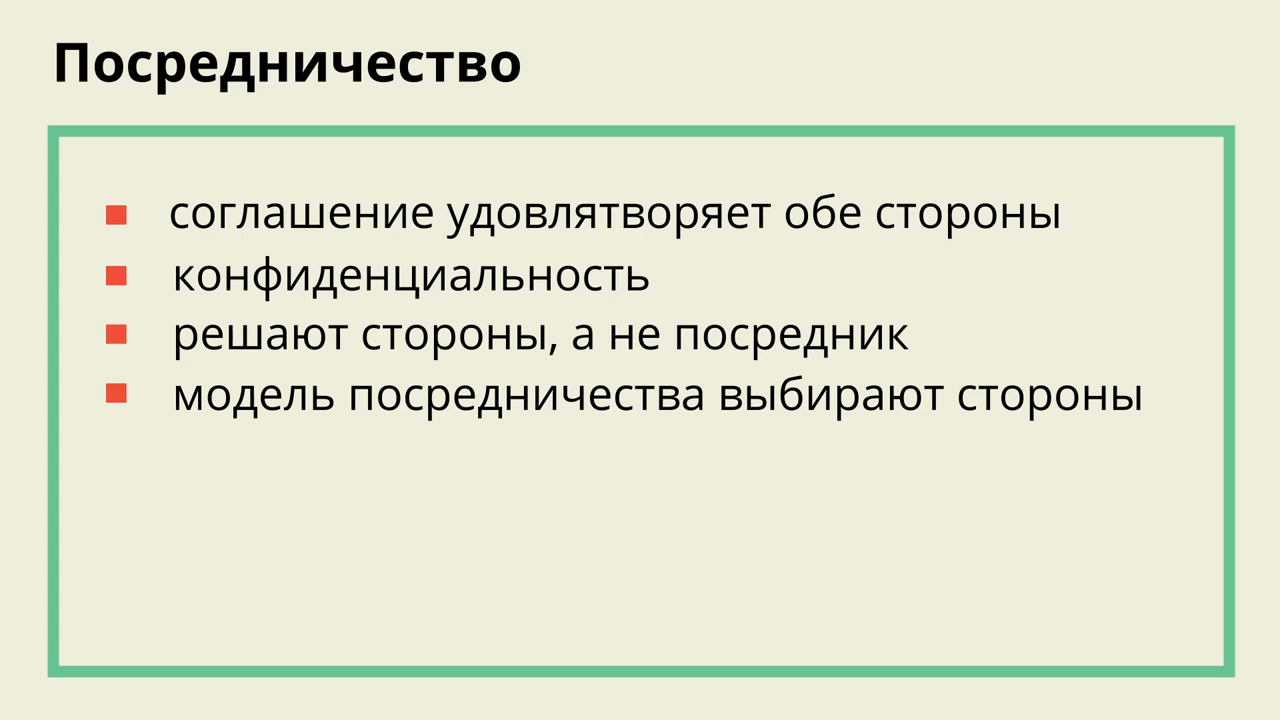 Посредничество
соглашение удовлятворяет обе стороны
конфиденциальность
решают стороны, а не посредник
модель посредничества выбирают стороны